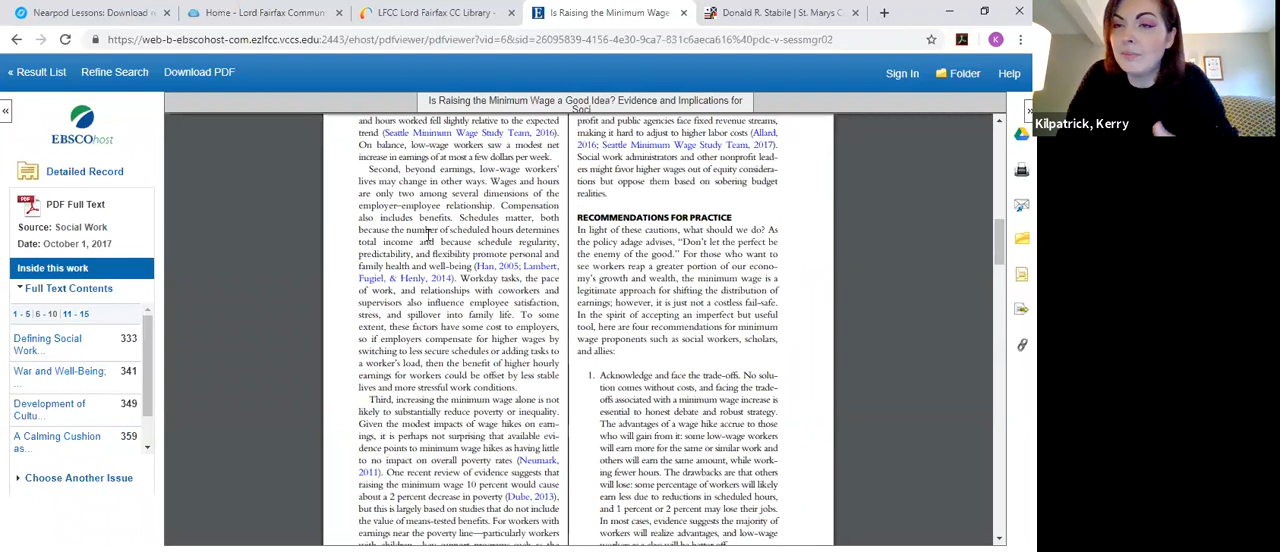 Nearpod Lessons: Download r
Home - Lord Fairfax Commun
LFCC Lord Fairfax CC Library -
Is Raising the Minimum Wage
Donald R. Stabile | St. Marys C
https://web-b-ebscohost-com.ezlfcc.vccs.edu:2443/ehost/pdfviewer/pdfviewer?vid=6&sid=26095839-4156-4e30-9ca7-831c6aeca616%40pdc-v-sessmgr02
K
« Result List
Refine Search
Download PDF
Sign In
Folder
Help
Is Raising the Minimum Wage a Good Idea? Evidence and Implications for
Soci
EBSCOhost
Detailed Record
PDF Full Text
Source: Social Work
Date: October 1, 2017
Inside this work
Full Text Contents
1 - 5 | 6 - 10 | 11 - 15
Defining Social
Work...
333
War and Well-Being;
...
341
Development of
Cultu...
349
A Calming Cushion
as...
359
Choose Another Issue
and hours worked fell slightly relative to the expected
trend (Seattle Minimum Wage Study Team, 2016).
On balance, low-wage workers saw a modest net
increase in earnings of at most a few dollars per week.
Second, beyond earnings, low-wage workers'
lives may change in other ways. Wages and hours
are only two among several dimensions of the
employer–employee relationship. Compensation
also includes benefits. Schedules matter, both
because the number of scheduled hours determines
total income and because schedule regularity,
predictability, and flexibility promote personal and
family health and well-being (Han, 2005; Lambert,
Fugiel, & Henly, 2014). Workday tasks, the pace
of work, and relationships with coworkers and
supervisors also influence employee satisfaction,
stress, and spillover into family life. To some
extent, these factors have some cost to employers,
so if employers compensate for higher wages by
switching to less secure schedules or adding tasks to
a worker's load, then the benefit of higher hourly
earnings for workers could be offset by less stable
lives and more stressful work conditions.
Third, increasing the minimum wage alone is not
likely to substantially reduce poverty or inequality.
Given the modest impacts of wage hikes on earn-
ings, it is perhaps not surprising that available evi-
dence points to minimum wage hikes as having little
to no impact on overall poverty rates (Neumark,
2011). One recent review of evidence suggests that
raising the minimum wage 10 percent would cause
about a 2 percent decrease in poverty (Dube, 2013),
but this is largely based on studies that do not include
the value of means-tested benefits. For workers with
earnings near the poverty line—particularly workers
with children—key support programs such as the
profit and public agencies face fixed revenue streams,
making it hard to adjust to higher labor costs (Allard,
2016; Seattle Minimum Wage Study Team, 2017).
Social work administrators and other nonprofit lead-
ers might favor higher wages out of equity considera-
tions but oppose them based on sobering budget
realities.
RECOMMENDATIONS FOR PRACTICE
In light of these cautions, what should we do? As
the policy adage advises, "Don't let the perfect be
the enemy of the good." For those who want to
see workers reap a greater portion of our econo-
my's growth and wealth, the minimum wage is a
legitimate approach for shifting the distribution of
earnings; however, it is just not a costless fail-safe.
In the spirit of accepting an imperfect but useful
tool, here are four recommendations for minimum
wage proponents such as social workers, scholars,
and allies:
1. Acknowledge and face the trade-offs. No solu-
tion comes without costs, and facing the trade-
offs associated with a minimum wage increase is
essential to honest debate and robust strategy.
The advantages of a wage hike accrue to those
who will gain from it: some low-wage workers
will earn more for the same or similar work and
others will earn the same amount, while work-
ing fewer hours. The drawbacks are that others
will lose: some percentage of workers will likely
earn less due to reductions in scheduled hours,
and 1 percent or 2 percent may lose their jobs.
In most cases, evidence suggests the majority of
workers will realize advantages, and low-wage
workers as a class will be better off.
Kilpatrick, Kerry